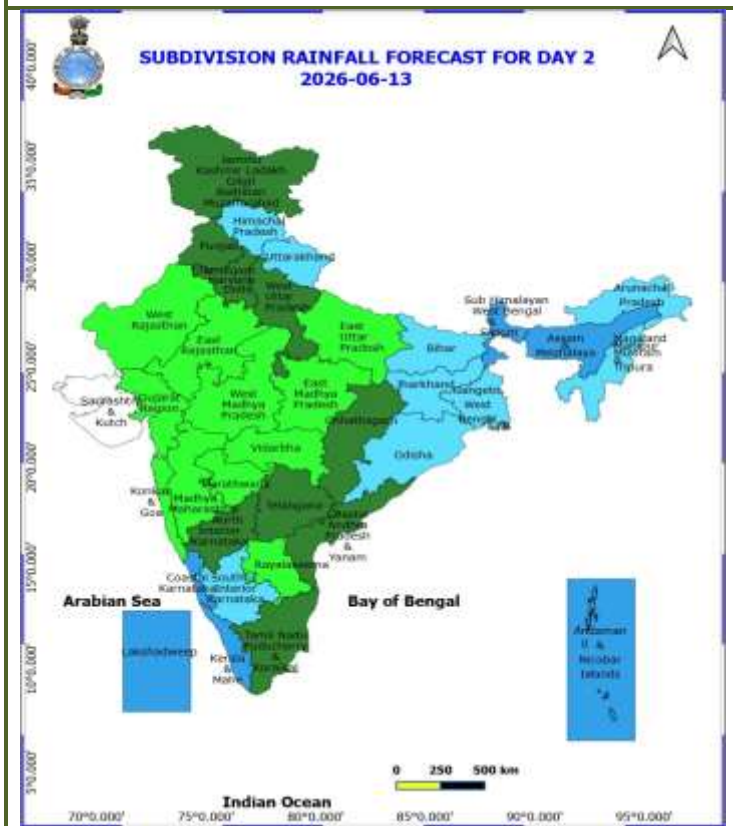 SUBDIVISION RAINFALL FORECAST FOR DAY 2
2026-06-13
40°0.000'
35°0.000'
30°0.000'
25°0.000'
20°0.000'
15°0.000'
10°0.000'
5°0.000'
Jammu
Kashmir Ladakh
Gilgit
Baltistan
Muzaffarabad
Himachal
Pradesh
Punjab
Uttarakhand
Chandigarh
Haryana
Delhi
West
Uttar
Pradesh
Arunachal
Pradesh
Sub Himalayan
West Bengal
Sikkim
West
Rajasthan
East
Uttar
Pradesh
East
Rajasthan
Assam
&
Meghalaya
Nagaland
Manipur
Mizoram
Tripura
Bihar
Jharkhand
Gangetic
West
Bengal
Saurashtra
&
Kutch
Gujarat
Region
West
Madhya
Pradesh
East
Madhya
Pradesh
Chhattisgarh
Odisha
Vidarbha
Konkan
&
Goa
Marathwada
Madhya
Maharashtra
Telangana
North
Interior
Karnataka
Coastal
Andhra
Pradesh
&
Yanam
Rayalaseema
Coastal
Karnataka
South
Interior
Karnataka
Arabian Sea
Bay of Bengal
Lakshadweep
Kerala
&
Mahe
Tamil Nadu
Puducherry
&
Karaikal
Andaman
&
Nicobar
Islands
0 250 500 km
Indian Ocean
70°0.000' 75°0.000' 80°0.000' 85°0.000' 90°0.000' 95°0.000'